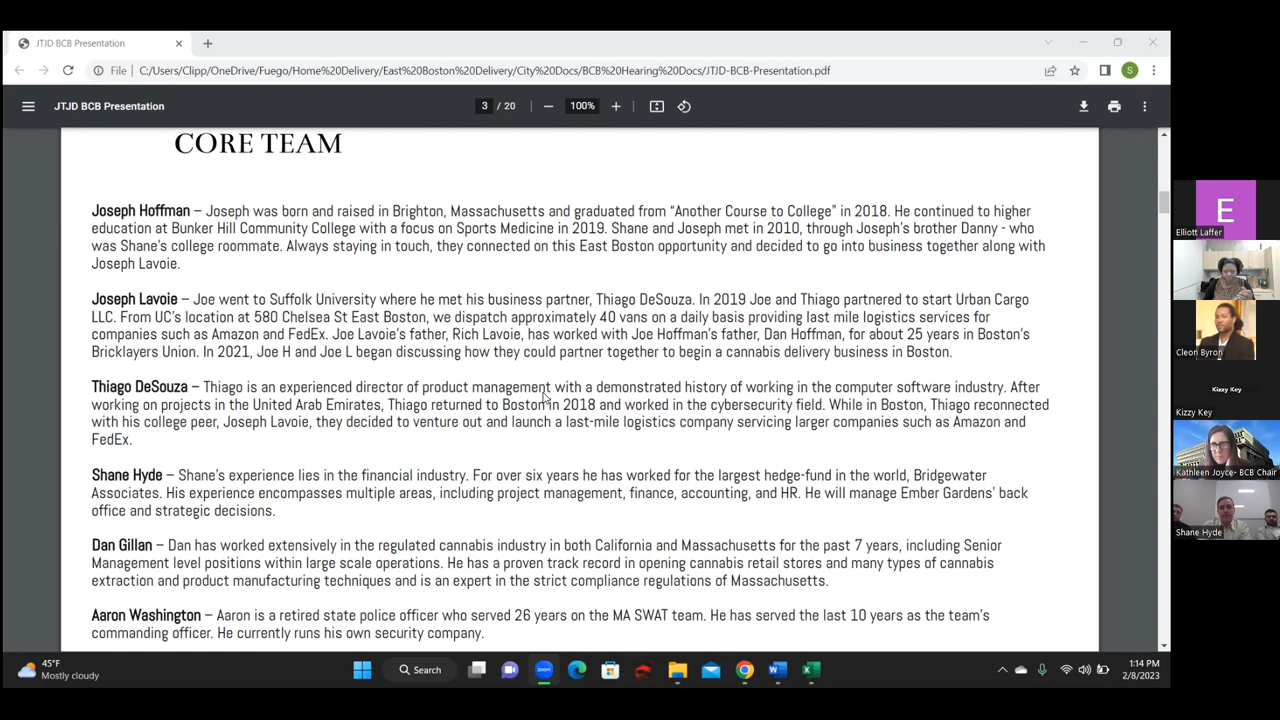 JTJD BCB Presentation
File
C:/Users/Clipp/OneDrive/Fuego/Home%20Delivery/East%20Boston%20Delivery/City%20Docs/BCB%20Hearing%20Docs/JTJD-BCB-Presentation.pdf
S
JTJD BCB Presentation
3 / 20
100%
CORE TEAM
Joseph Hoffman – Joseph was born and raised in Brighton, Massachusetts and graduated from “Another Course to College” in 2018. He continued to higher
education at Bunker Hill Community College with a focus on Sports Medicine in 2019. Shane and Joseph met in 2010, through Joseph's brother Danny - who
was Shane's college roommate. Always staying in touch, they connected on this East Boston opportunity and decided to go into business together along with
Joseph Lavoie.
Joseph Lavoie – Joe went to Suffolk University where he met his business partner, Thiago DeSouza. In 2019 Joe and Thiago partnered to start Urban Cargo
LLC. From UC's location at 580 Chelsea St East Boston, we dispatch approximately 40 vans on a daily basis providing last mile logistics services for
companies such as Amazon and FedEx. Joe Lavoie's father, Rich Lavoie, has worked with Joe Hoffman's father, Dan Hoffman, for about 25 years in Boston's
Bricklayers Union. In 2021, Joe H and Joe L began discussing how they could partner together to begin a cannabis delivery business in Boston.
Thiago DeSouza – Thiago is an experienced director of product management with a demonstrated history of working in the computer software industry. After
working on projects in the United Arab Emirates, Thiago returned to Boston in 2018 and worked in the cybersecurity field. While in Boston, Thiago reconnected
with his college peer, Joseph Lavoie, they decided to venture out and launch a last-mile logistics company servicing larger companies such as Amazon and
FedEx.
Shane Hyde – Shane's experience lies in the financial industry. For over six years he has worked for the largest hedge-fund in the world, Bridgewater
Associates. His experience encompasses multiple areas, including project management, finance, accounting, and HR. He will manage Ember Gardens' back
office and strategic decisions.
Dan Gillan – Dan has worked extensively in the regulated cannabis industry in both California and Massachusetts for the past 7 years, including Senior
Management level positions within large scale operations. He has a proven track record in opening cannabis retail stores and many types of cannabis
extraction and product manufacturing techniques and is an expert in the strict compliance regulations of Massachusetts.
Aaron Washington – Aaron is a retired state police officer who served 26 years on the MA SWAT team. He has served the last 10 years as the team's
commanding officer. He currently runs his own security company.
E
Elliott Laffer
Cleon Byron
Kizzy Key
Kizzy Key
Kathleen Joyce- BCB Chair
Shane Hyde
45°F
Mostly cloudy
Search
zoom
1:14 PM
2/8/2023